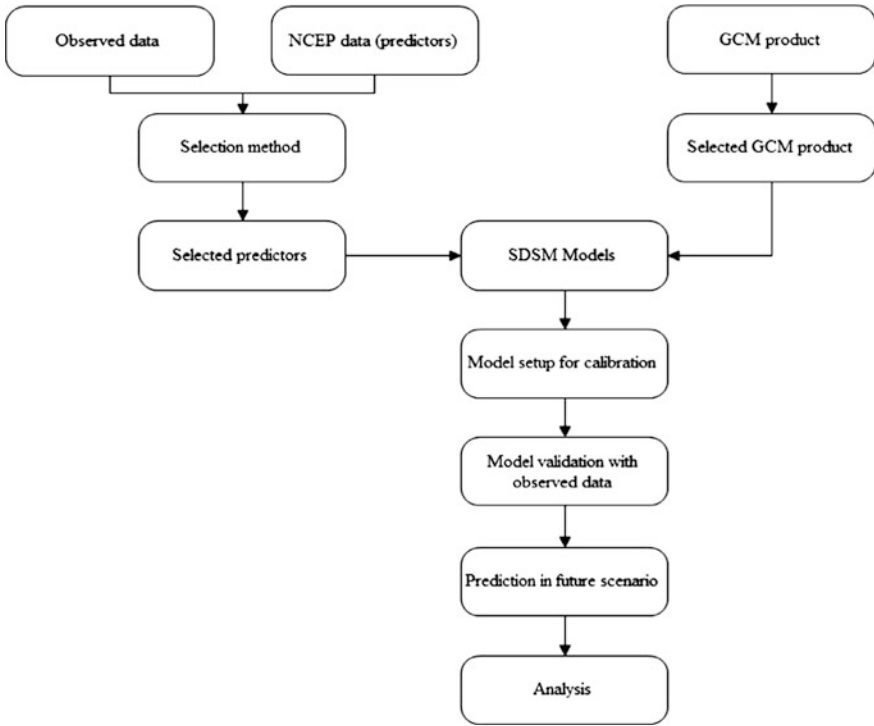 Observed data
NCEP data (predictors)
GCM product
Selection method
Selected GCM product
Selected predictors
SDSM Models
Model setup for calibration
Model validation with
observed data
Prediction in future scenario
Analysis